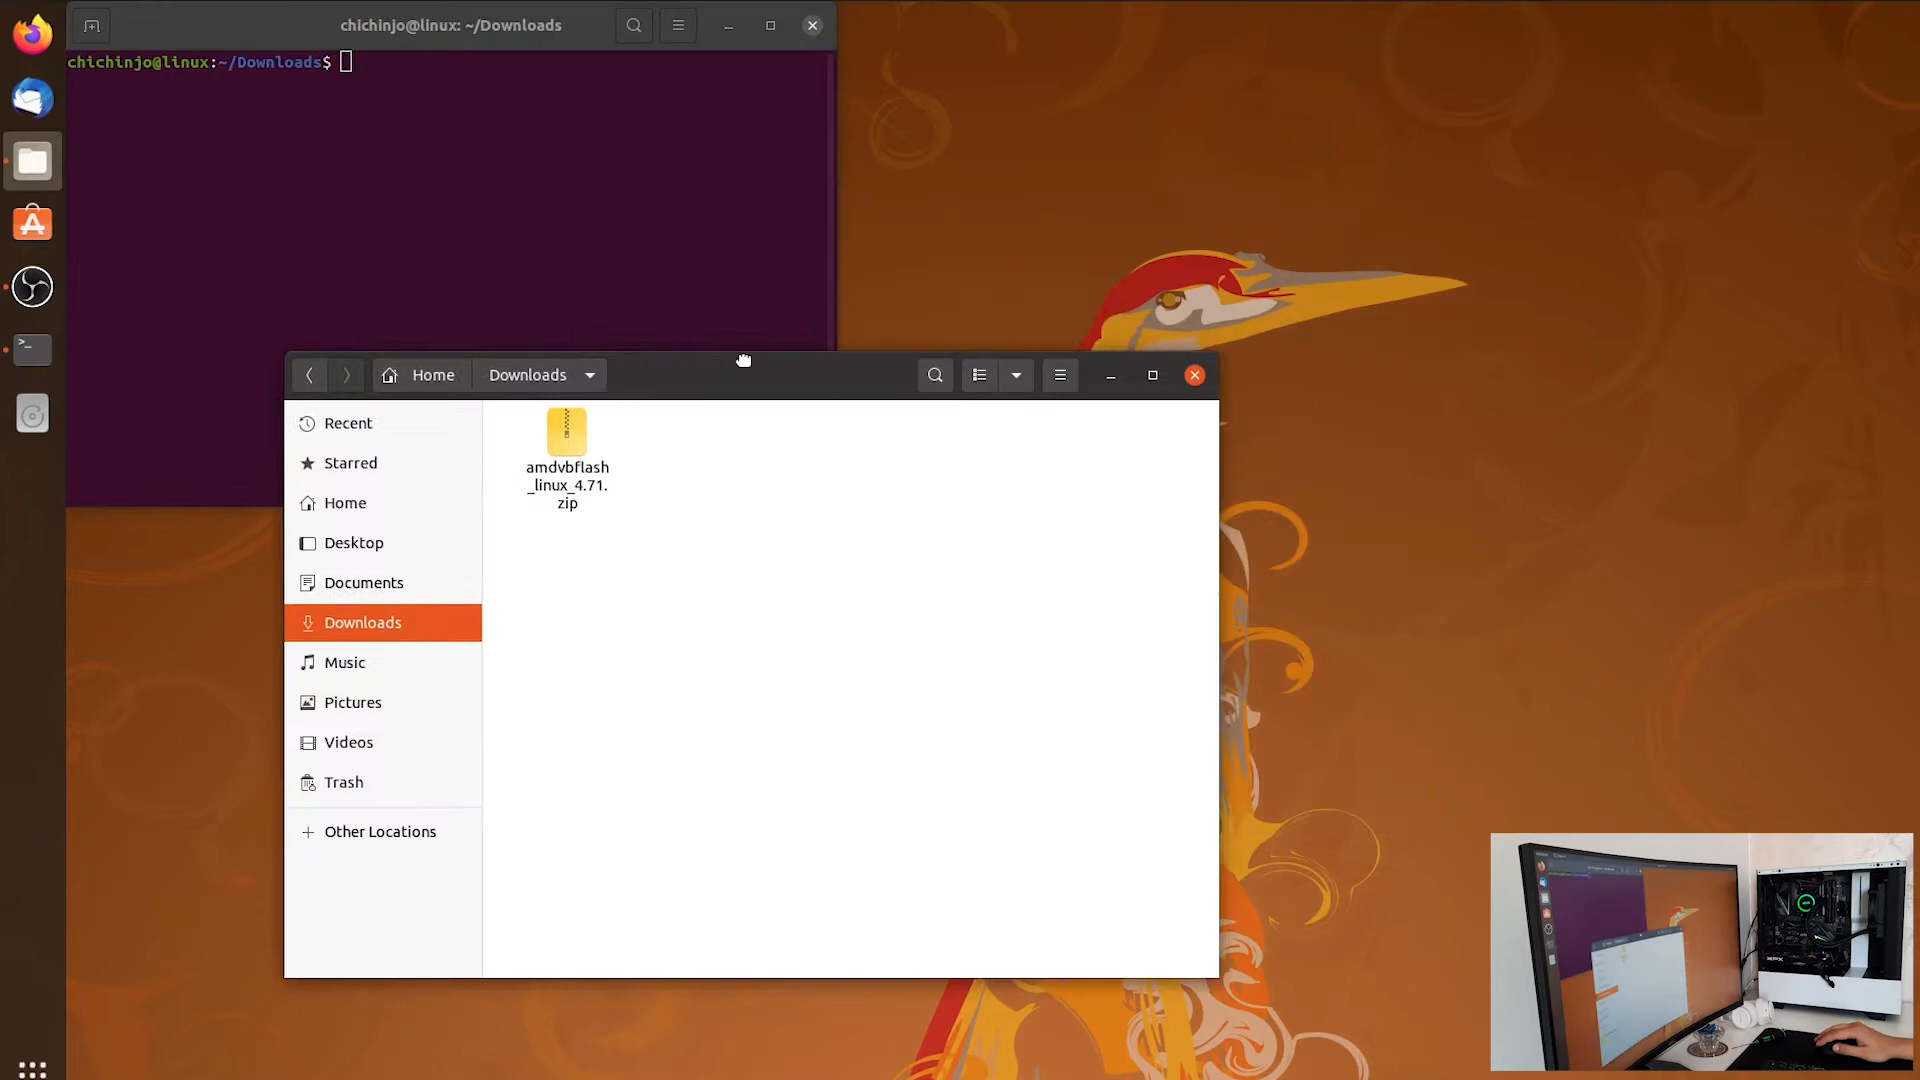 chichinjo@linux: ~/Downloads
chichinjo@linux:~/Downloads$
Home
Downloads
Recent
Starred
Home
Desktop
Documents
Downloads
Music
Pictures
Videos
Trash
Other Locations
amdvbflash
_linux_4.71.
zip
XFX